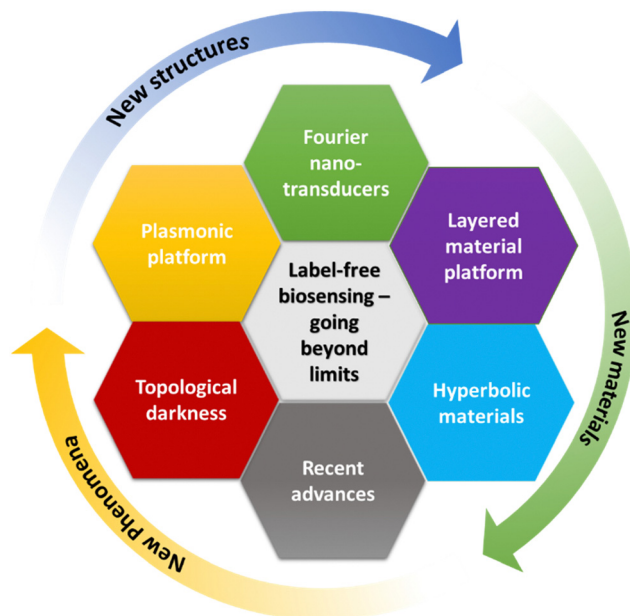 New structures
Fourier
nano-
transducers
Plasmonic
platform
Layered
material
platform
Label-free
biosensing –
going
beyond
limits
New materials
Topological
darkness
Hyperbolic
materials
Recent
advances
New Phenomena